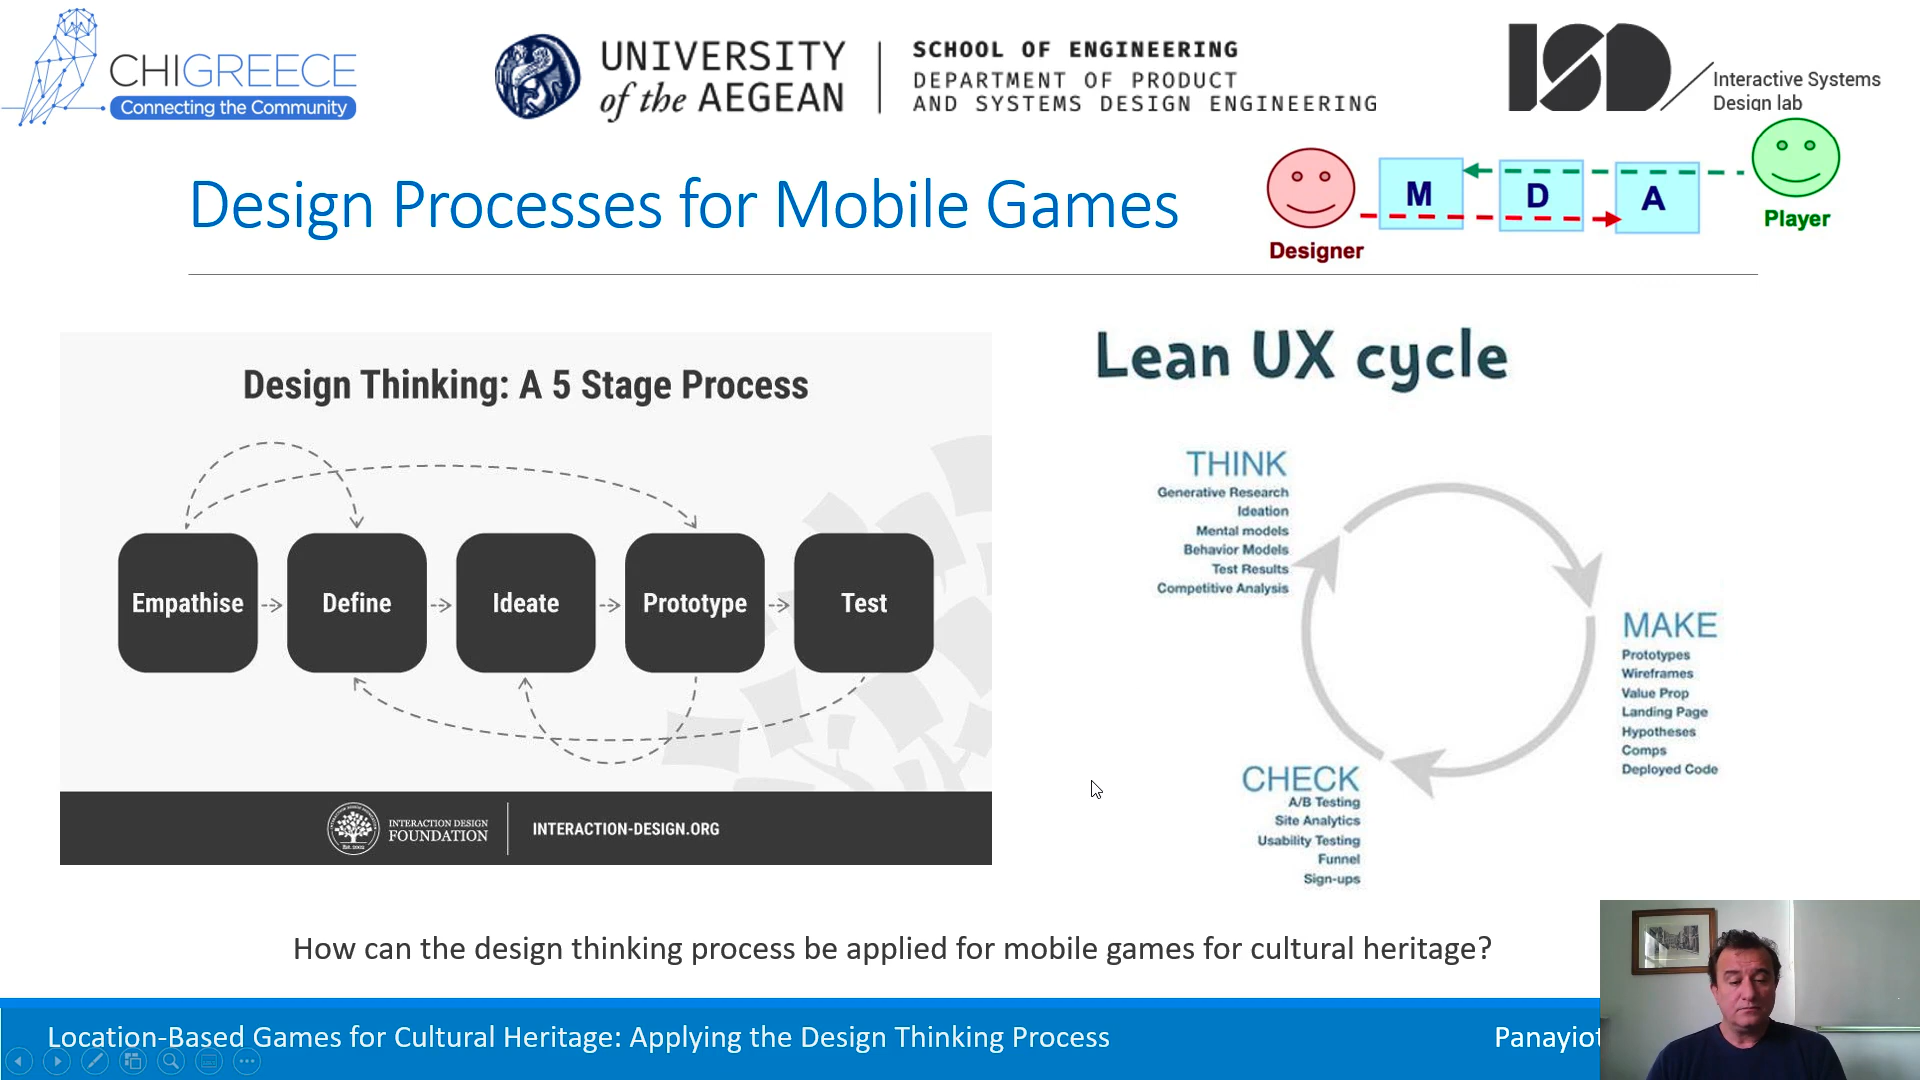 CHIGREECE
Connecting the Community
UNIVERSITY
of the AEGEAN
SCHOOL OF ENGINEERING
DEPARTMENT OF PRODUCT
AND SYSTEMS DESIGN ENGINEERING
ISD
Interactive Systems
Design lab
Design Processes for Mobile Games
M
D
A
Player
Designer
Design Thinking: A 5 Stage Process
Empathise
Define
Ideate
Prototype
Test
INTERACTION DESIGN
FOUNDATION
INTERACTION-DESIGN.ORG
Est. 2002
Lean UX cycle
THINK
Generative Research
Ideation
Mental models
Behavior Models
Test Results
Competitive Analysis
MAKE
Prototypes
Wireframes
Value Prop
Landing Page
Hypotheses
Comps
Deployed Code
CHECK
A/B Testing
Site Analytics
Usability Testing
Funnel
Sign-ups
How can the design thinking process be applied for mobile games for cultural heritage?
Location-Based Games for Cultural Heritage: Applying the Design Thinking Process
Panayiot